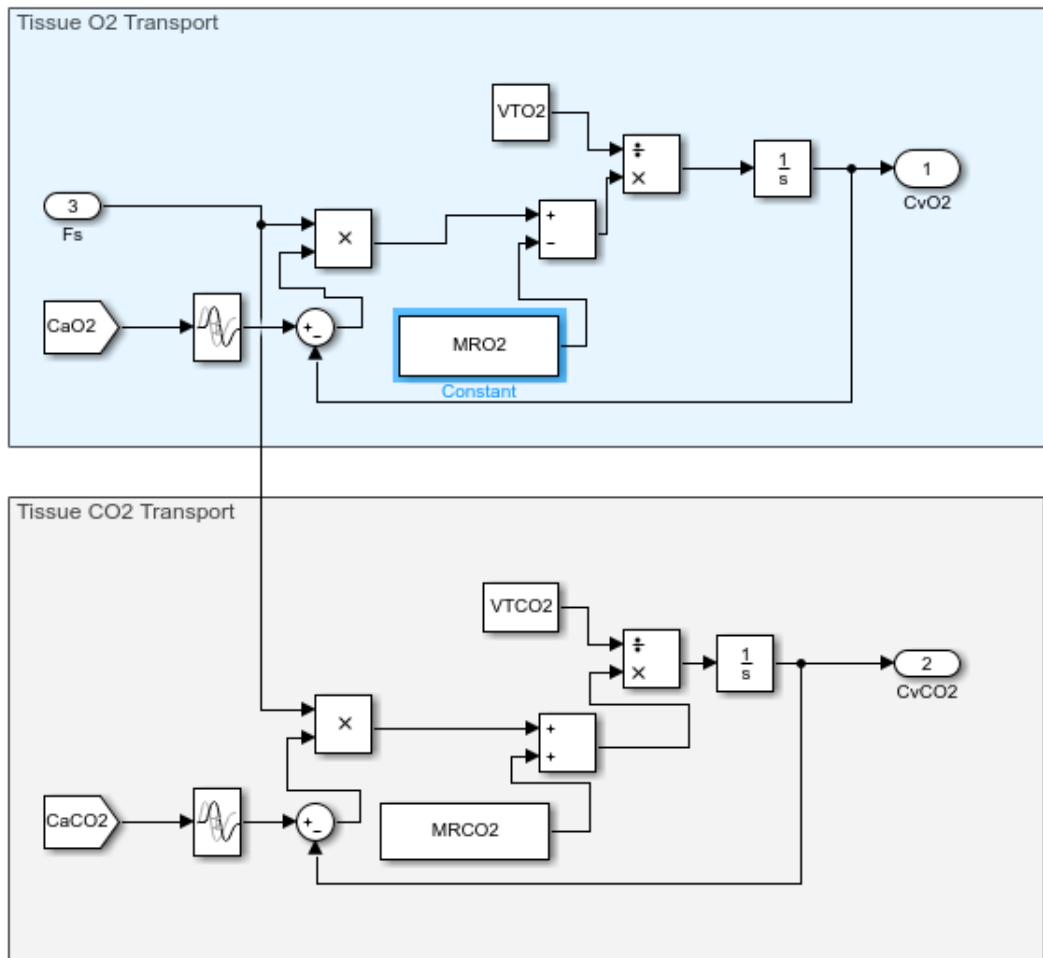 Tissue O2 Transport
VTO2
÷
×
1
s
1
CvO2
3
Fs
×
+
−
CaO2
+
−
MRO2
Constant
Tissue CO2 Transport
VTCO2
÷
×
1
s
2
CvCO2
×
+
+
CaCO2
+
−
MRCO2